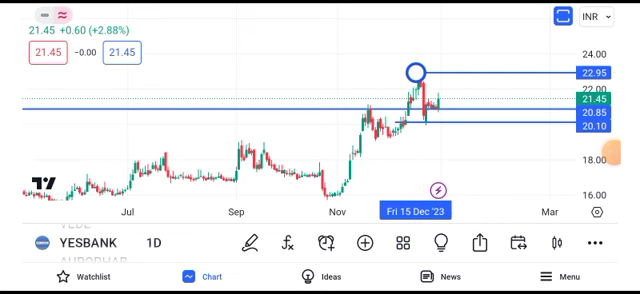 INR
21.45 +0.60 (+2.88%)
21.45 −0.00 21.45
24.00
22.95
22.00
21.45
20.85
20.10
18.00
16.00
Jul Sep Nov Fri 15 Dec '23 Mar
YESBANK 1D
Watchlist Chart Ideas News Menu